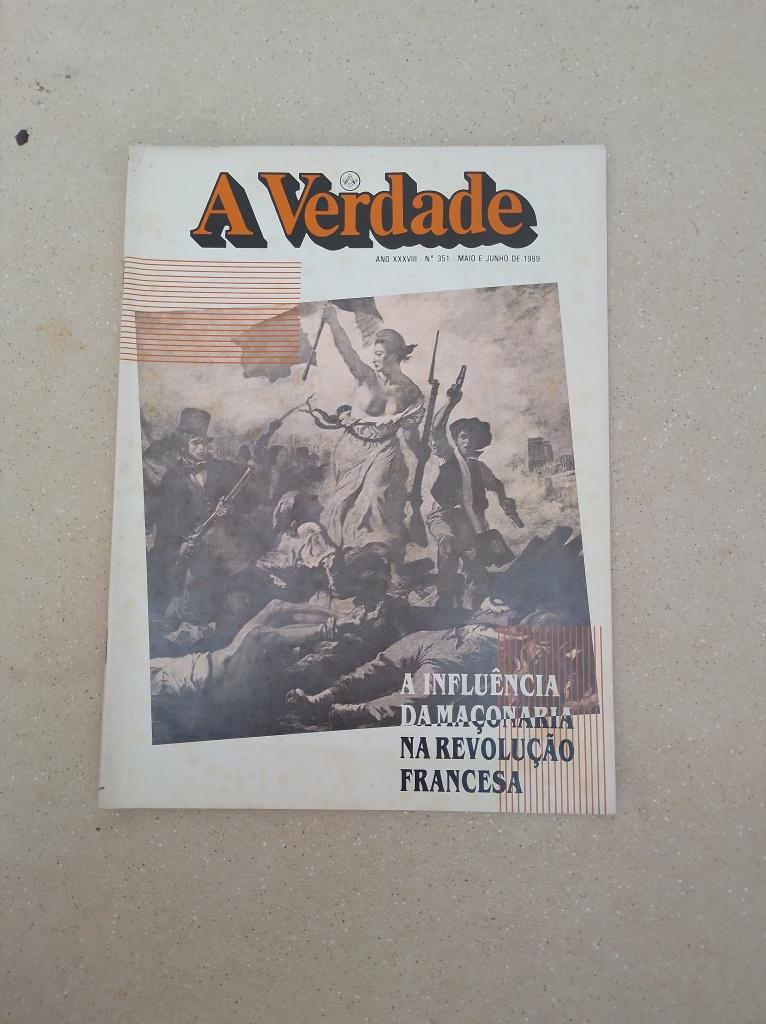 A Verdade
ANO XXXVIII - Nº 351 - MAIO E JUNHO DE 1989
A INFLUÊNCIA
DA MAÇONARIA
NA REVOLUÇÃO
FRANCESA